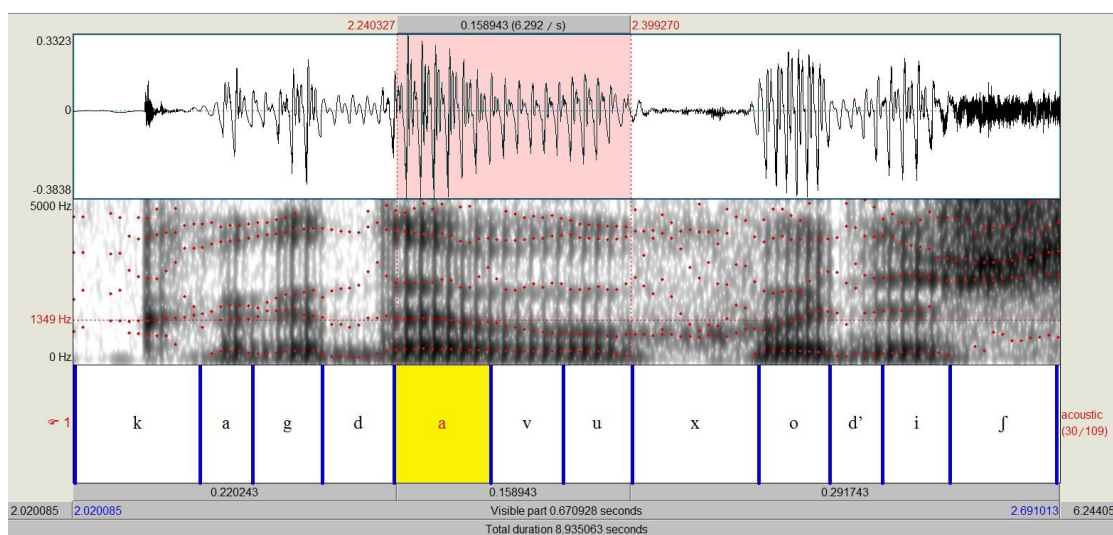 2.240327 0.158943 (6.292 / s) 2.399270
0.3323
0
-0.3838
5000 Hz
1349 Hz
0 Hz
1 k a g d a v u x o d’ i ʃ acoustic
(30/109)
0.220243 0.158943 0.291743
2.020085 2.020085 Visible part 0.670928 seconds 2.691013 6.24405
Total duration 8.935063 seconds